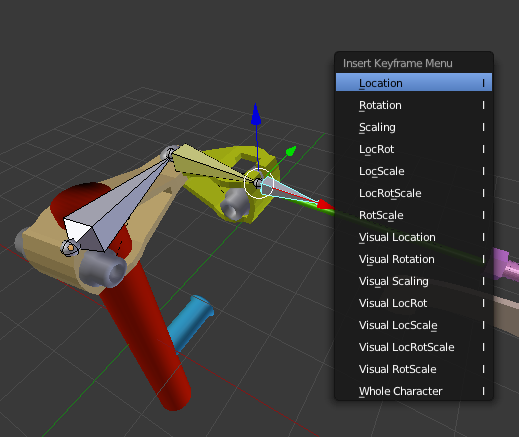 Insert Keyframe Menu
Location I
Rotation I
Scaling I
LocRot I
LocScale I
LocRotScale I
RotScale I
Visual Location I
Visual Rotation I
Visual Scaling I
Visual LocRot I
Visual LocScale I
Visual LocRotScale I
Visual RotScale I
Whole Character I